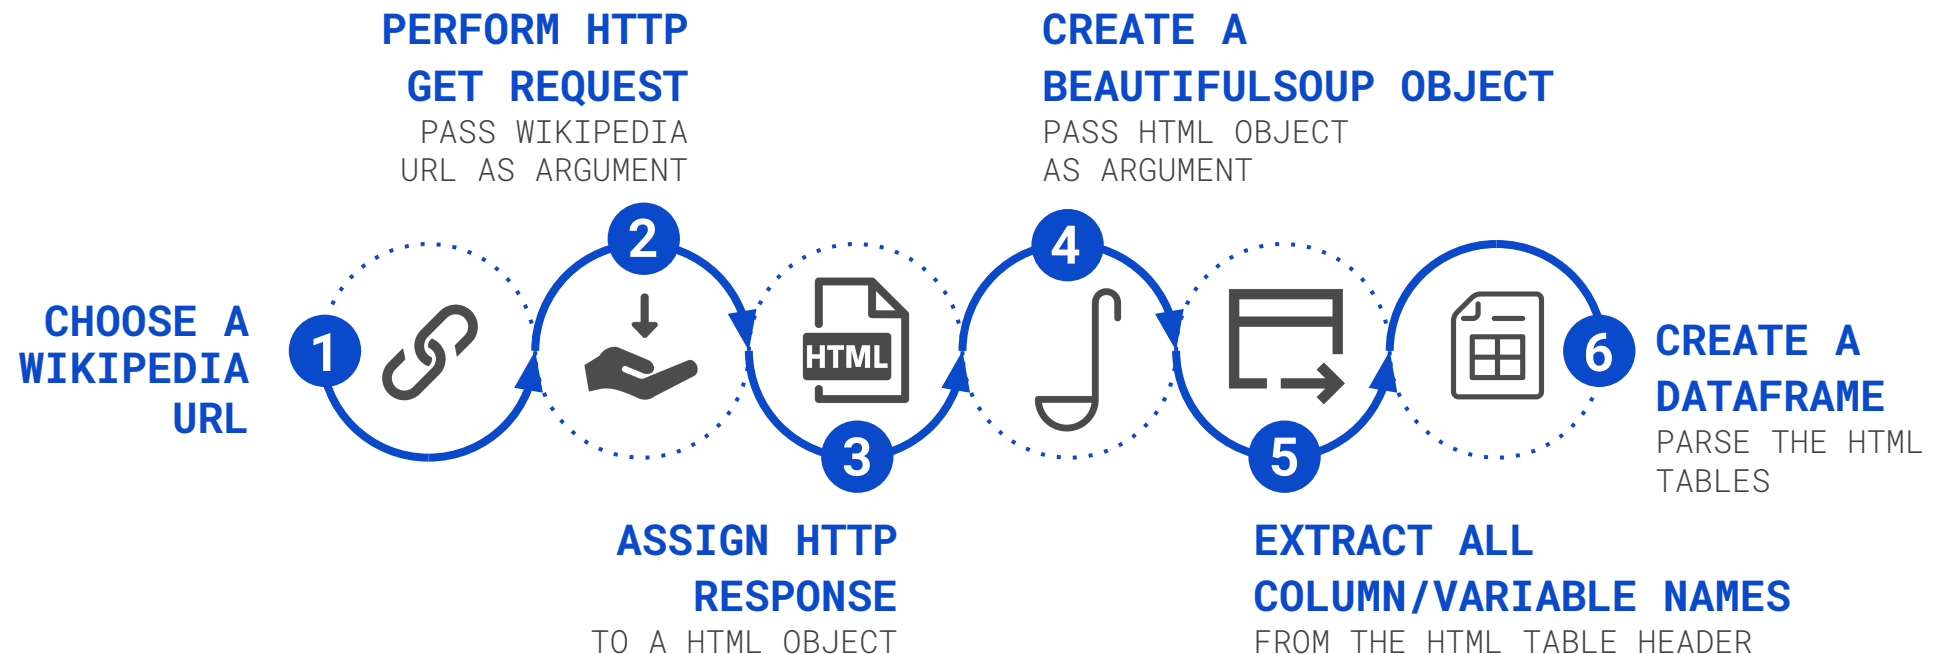 CHOOSE A
WIKIPEDIA
URL
1
PERFORM HTTP
GET REQUEST
PASS WIKIPEDIA
URL AS ARGUMENT
2
HTML
3
ASSIGN HTTP
RESPONSE
TO A HTML OBJECT
CREATE A
BEAUTIFULSOUP OBJECT
PASS HTML OBJECT
AS ARGUMENT
4
5
EXTRACT ALL
COLUMN/VARIABLE NAMES
FROM THE HTML TABLE HEADER
6
CREATE A
DATAFRAME
PARSE THE HTML
TABLES